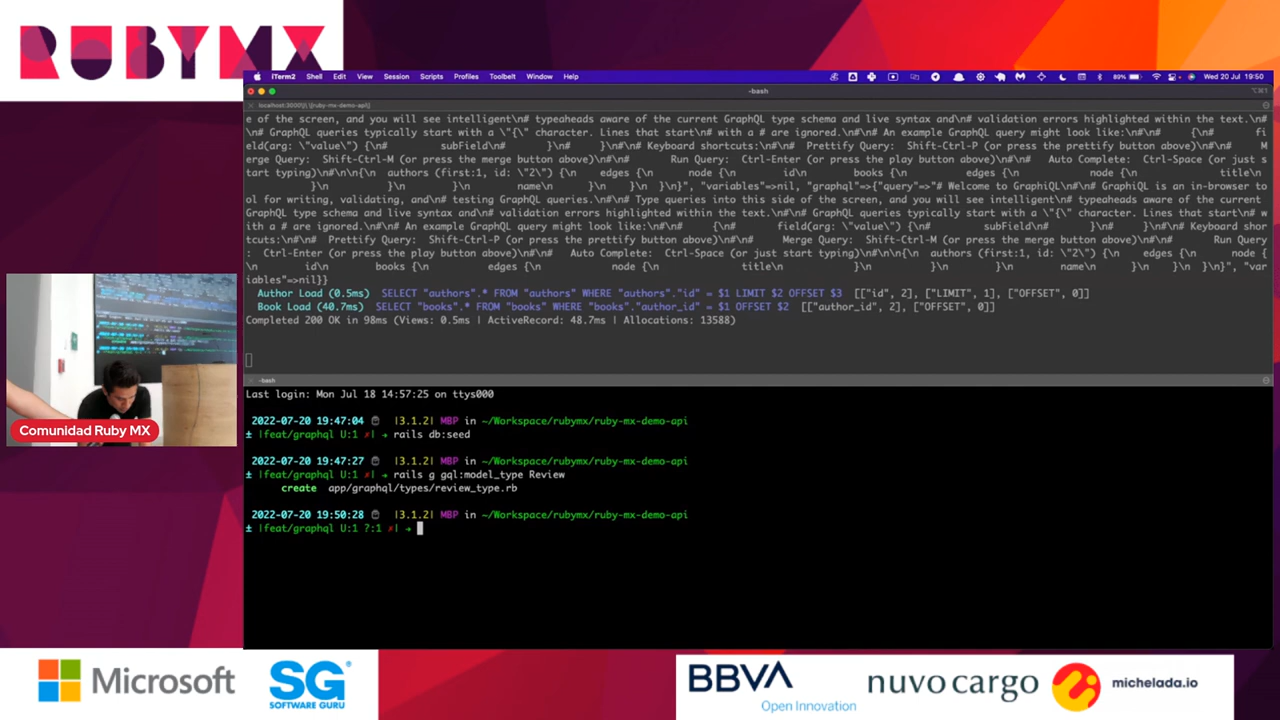 RUBYMX
iTerm2 Shell Edit View Session Scripts Profiles Toolbelt Window Help 89% Wed 20 Jul 19:50
-bash
e of the screen, and you will see intelligent\n# typeaheads aware of the current GraphQL type schema and live syntax and\n# validation errors highlighted within the text.\n#
\n# GraphQL queries typically start with a \"{\" character. Lines that start\n# with a # are ignored.\n#\n# An example GraphQL query might look like:\n#\n# {\n# fi
eld(arg: \"value\") {\n# subField\n# }\n# }\n#\n# Keyboard shortcuts:\n#\n# Prettify Query: Shift-Ctrl-P (or press the prettify button above)\n#\n# M
erge Query: Shift-Ctrl-M (or press the merge button above)\n#\n# Run Query: Ctrl-Enter (or press the play button above)\n#\n# Auto Complete: Ctrl-Space (or just s
tart typing)\n#\n\n{\n authors (first:1, id: \"2\") {\n edges {\n node {\n id\n books {\n edges {\n node {\n title\n
}\n }\n }\n name\n }\n }\n }\n}", "variables"=>nil, "graphql"=>{"query"=>"# Welcome to GraphiQL\n#\n# GraphiQL is an in-browser to
ol for writing, validating, and\n# testing GraphQL queries.\n#\n# Type queries into this side of the screen, and you will see intelligent\n# typeaheads aware of the current
GraphQL type schema and live syntax and\n# validation errors highlighted within the text.\n#\n# GraphQL queries typically start with a \"{\" character. Lines that start\n# w
ith a # are ignored.\n#\n# An example GraphQL query might look like:\n#\n# {\n# field(arg: \"value\") {\n# subField\n# }\n# }\n#\n# Keyboard shor
tcuts:\n#\n# Prettify Query: Shift-Ctrl-P (or press the prettify button above)\n#\n# Merge Query: Shift-Ctrl-M (or press the merge button above)\n#\n# Run Query
: Ctrl-Enter (or press the play button above)\n#\n# Auto Complete: Ctrl-Space (or just start typing)\n#\n\n{\n authors (first:1, id: \"2\") {\n edges {\n node {
\n id\n books {\n edges {\n node {\n title\n }\n }\n }\n name\n }\n }\n }\n}", "var
iables"=>nil}}
Author Load (0.5ms) SELECT "authors".* FROM "authors" WHERE "authors"."id" = $1 LIMIT $2 OFFSET $3 [["id", 2], ["LIMIT", 1], ["OFFSET", 0]]
Book Load (40.7ms) SELECT "books".* FROM "books" WHERE "books"."author_id" = $1 OFFSET $2 [["author_id", 2], ["OFFSET", 0]]
Completed 200 OK in 98ms (Views: 0.5ms | ActiveRecord: 48.7ms | Allocations: 13588)
-bash
Last login: Mon Jul 18 14:57:25 on ttys000
2022-07-20 19:47:04 |3.1.2| MBP in ~/Workspace/rubymx/ruby-mx-demo-api
± |feat/graphql U:1 ✗| → rails db:seed
2022-07-20 19:47:27 |3.1.2| MBP in ~/Workspace/rubymx/ruby-mx-demo-api
± |feat/graphql U:1 ✗| → rails g gql:model_type Review
create app/graphql/types/review_type.rb
2022-07-20 19:50:28 |3.1.2| MBP in ~/Workspace/rubymx/ruby-mx-demo-api
± |feat/graphql U:1 ?:1 ✗| →
Comunidad Ruby MX
Microsoft
SG
SOFTWARE GURU
BBVA
Open Innovation
nuvocargo
michelada.io